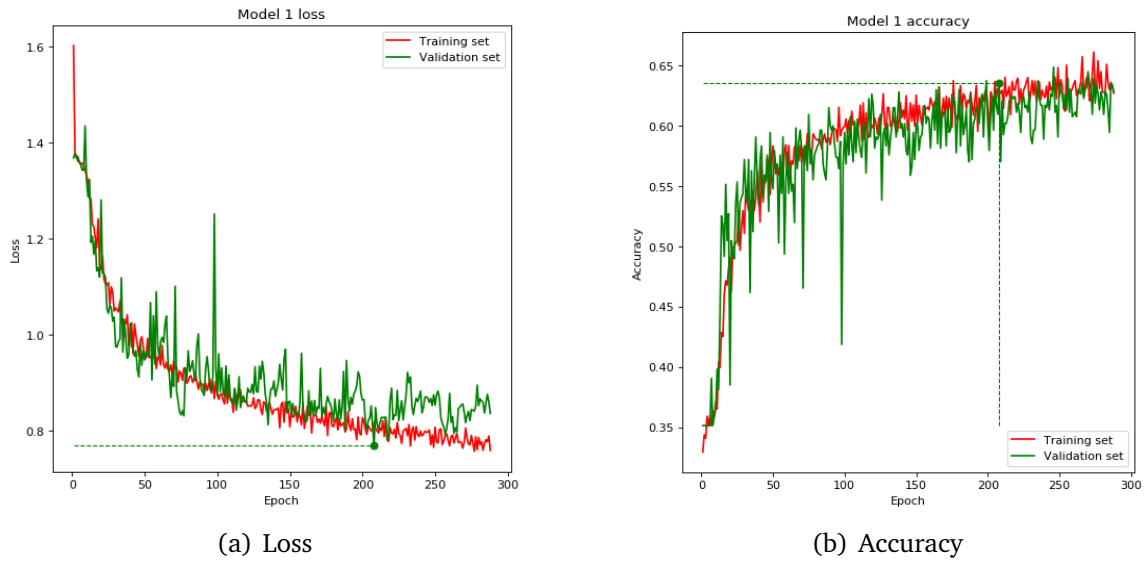 Model 1 loss
1.6
1.4
1.2
1.0
0.8
Loss
0
50
100
150
200
250
300
Epoch
Training set
Validation set
(a) Loss
Model 1 accuracy
0.65
0.60
0.55
0.50
0.45
0.40
0.35
Accuracy
0
50
100
150
200
250
300
Epoch
Training set
Validation set
(b) Accuracy